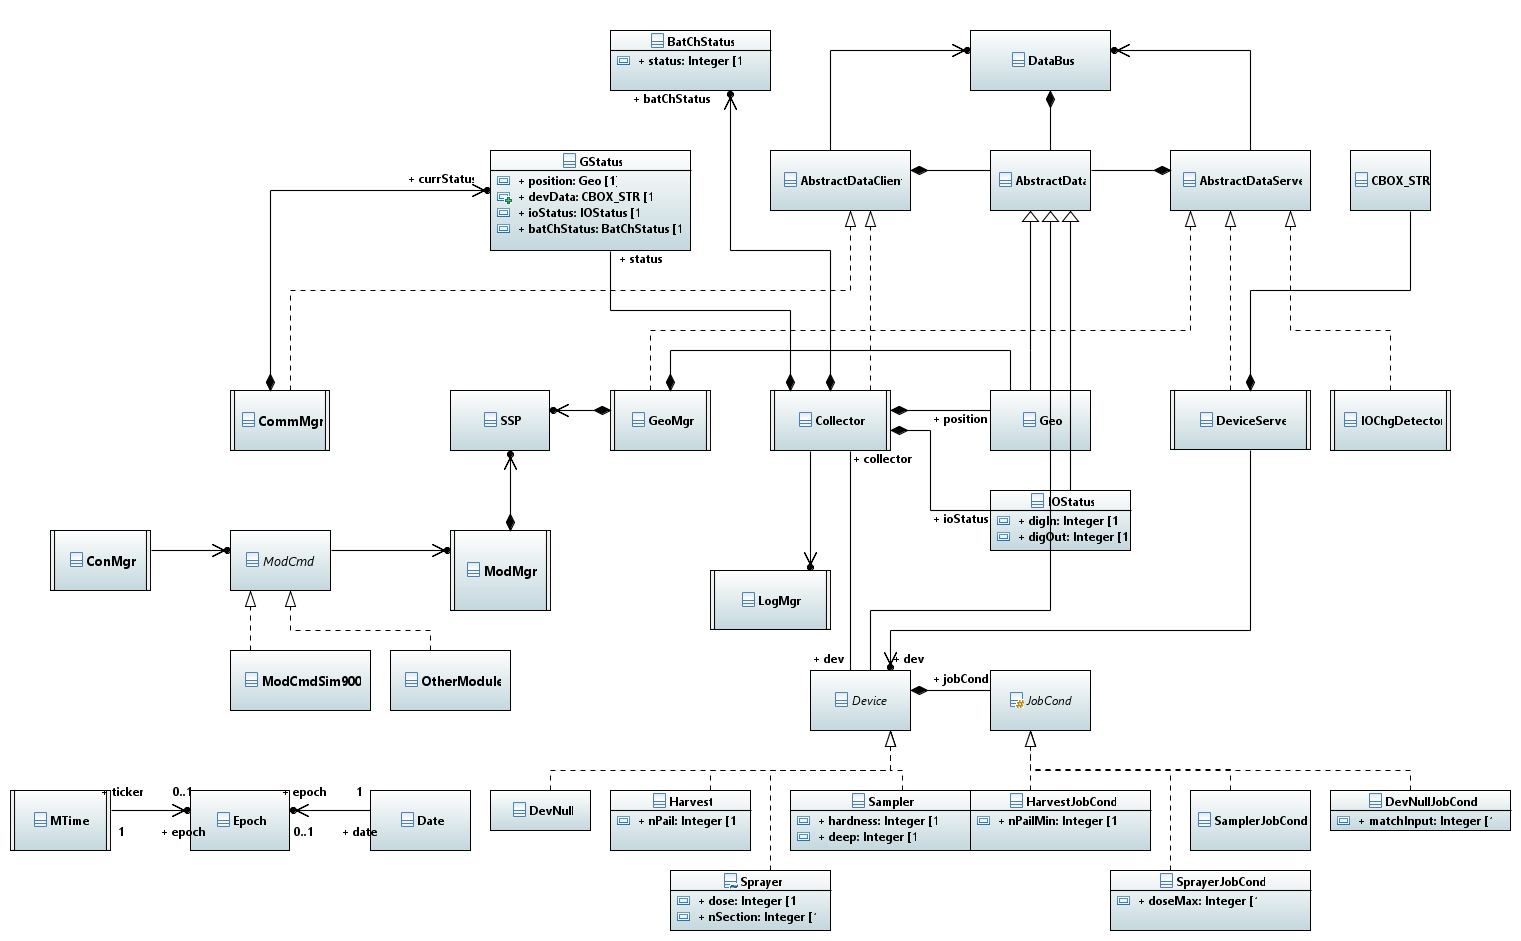 BatChStatus
+ status: Integer [1
DataBus
+ batChStatus
GStatus
+ position: Geo [1]
+ devData: CBOX_STR [1
+ ioStatus: IOStatus [1
+ batChStatus: BatChStatus [1
+ currStatus
AbstractDataClien
AbstractData
AbstractDataServe
CBOX_STR
+ status
CommMgr
SSP
GeoMgr
Collector
+ position
Geo
DeviceServe
IOChgDetector
+ collector
IOStatus
+ digIn: Integer [1
+ digOut: Integer [1
+ ioStatus
ConMgr
ModCmd
ModMgr
LogMgr
+ dev
+ dev
ModCmdSim900
OtherModule
Device
+ jobCond
JobCond
+ ticker
0..1
+ epoch
1
MTime
Epoch
Date
1
+ epoch
0..1
+ date
DevNull
Harvest
+ nPail: Integer [1
Sampler
+ hardness: Integer [1
+ deep: Integer [1
HarvestJobCond
+ nPailMin: Integer [1
SamplerJobCond
DevNullJobCond
+ matchInput: Integer [
Sprayer
+ dose: Integer [1
+ nSection: Integer [
SprayerJobCond
+ doseMax: Integer [